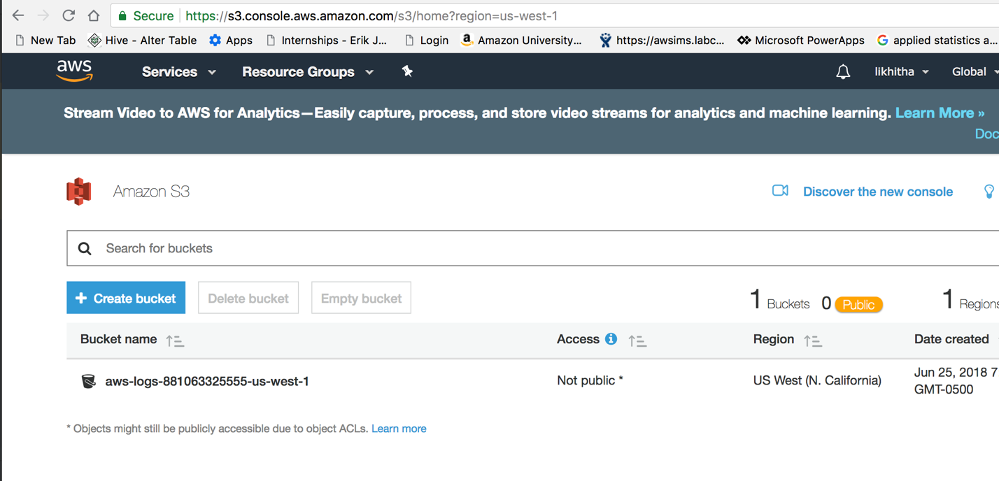 Secure https://s3.console.aws.amazon.com/s3/home?region=us-west-1
New Tab Hive - Alter Table Apps Internships - Erik J... Login Amazon University... https://awsims.labc... Microsoft PowerApps applied statistics a...
aws Services Resource Groups likhitha Global
Stream Video to AWS for Analytics—Easily capture, process, and store video streams for analytics and machine learning. Learn More »
Doc
Amazon S3 Discover the new console
Search for buckets
Create bucket Delete bucket Empty bucket 1 Buckets 0 Public 1 Regions
Bucket name Access Region Date created
aws-logs-881063325555-us-west-1 Not public * US West (N. California) Jun 25, 2018 7
GMT-0500
* Objects might still be publicly accessible due to object ACLs. Learn more